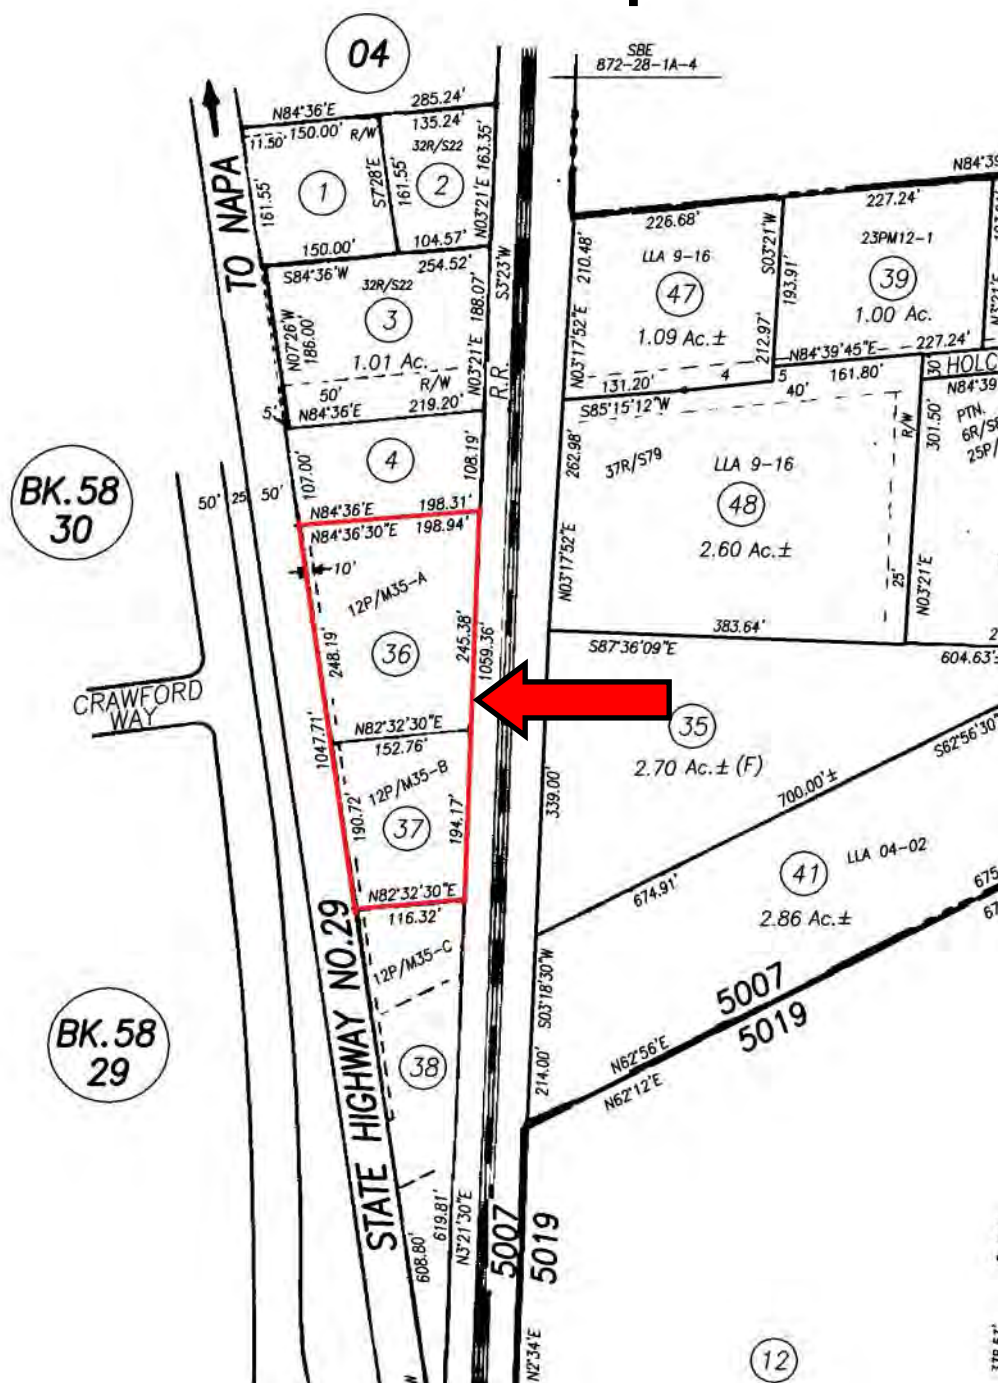 04
SBE
872-28-1A-4
N84°36'E
285.24'
11.50'
150.00'
R/W
135.24'
32R/S22
161.55'
1
S7°28'E
161.55'
2
N03°21'E
163.35'
TO NAPA
150.00'
104.57'
S84°36'W
254.52'
S3°23'W
32R/S22
3
N07°26'W
186.00'
188.07'
N03°21'E
1.01 Ac.
R/W
50'
R.R.
5'
N84°36'E
219.20'
4
107.00'
108.19'
N84°36'E
198.31'
N84°36'30"E
198.94'
10'
12P/M35-A
36
248.19'
245.38'
1059.36'
1047.71'
N82°32'30"E
152.76'
12P/M35-B
37
190.72
194.17'
N82°32'30"E
116.32'
12P/M35-C
38
STATE HIGHWAY NO.29
619.81'
608.80'
N3°21'30"E
BK.58
30
50'
25
50'
CRAWFORD
WAY
BK.58
29
N84°39
226.68'
227.24'
210.48'
LLA 9-16
47
1.09 Ac.±
S03°21'W
193.91'
212.97'
N03°17'52"E
23PM12-1
39
1.00 Ac.
N3°21'E
N84°39'45"E
227.24'
131.20'
4
5
161.80'
40'
S85°15'12"W
30'
HOLC
N84°39
262.98'
37R/S79
LLA 9-16
48
2.60 Ac.±
R/W
301.50'
PTN.
6R/S
25P/
N03°17'52"E
25'
N03°21'E
383.64'
S87°36'09"E
604.63'±
35
2.70 Ac.± (F)
S62°56'30
700.00'±
339.00'
674.91'
41
LLA 04-02
2.86 Ac.±
675
67
S03°18'30"W
214.00'
5007
5019
N62°56'E
N62°12'E
5007
5019
N2°34'E
12